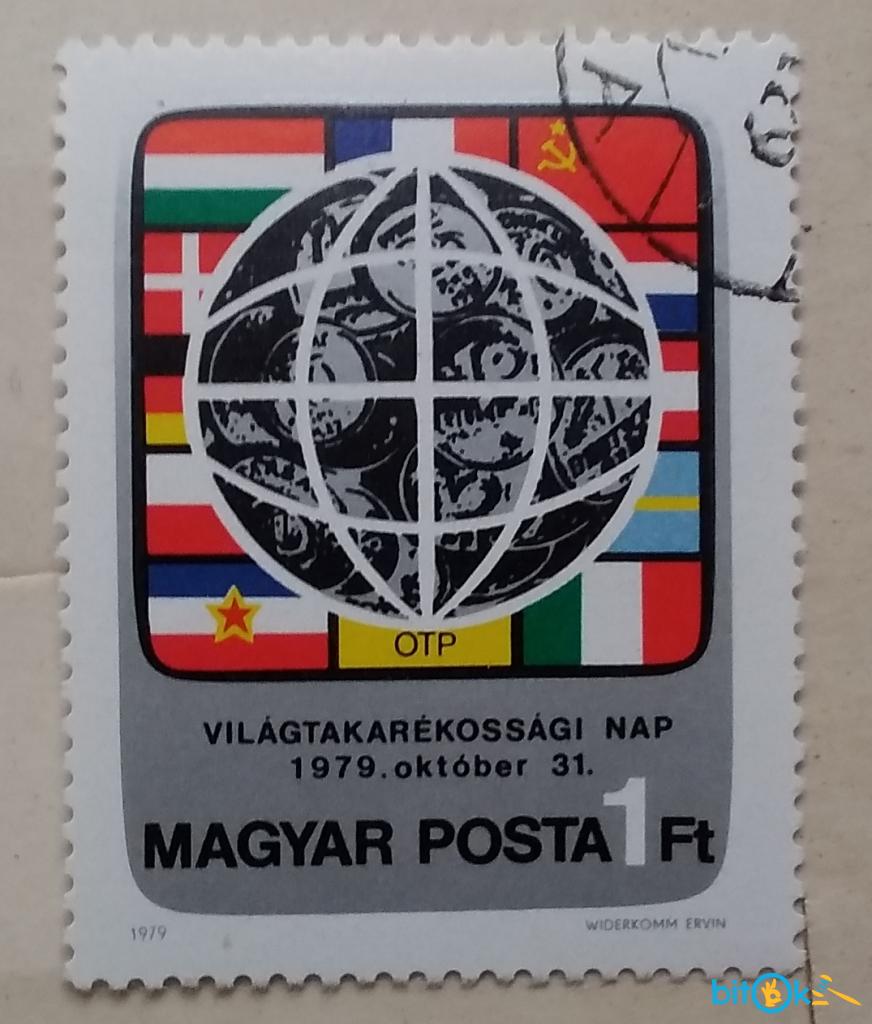 OTP
VILÁGTAKARÉKOSSÁGI NAP
1979.október 31.
MAGYAR POSTA 1 Ft
1979
WIDERKOMM ERVIN